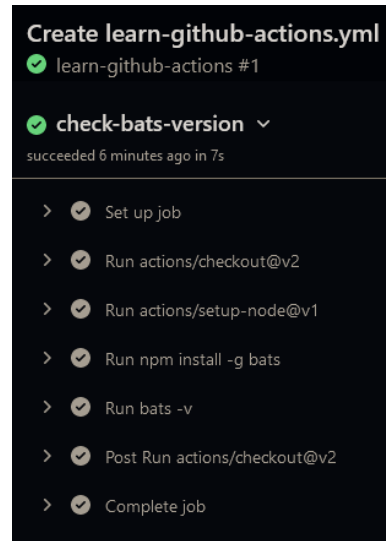 Create learn-github-actions.yml
learn-github-actions #1
check-bats-version
succeeded 6 minutes ago in 7s
Set up job
Run actions/checkout@v2
Run actions/setup-node@v1
Run npm install -g bats
Run bats -v
Post Run actions/checkout@v2
Complete job